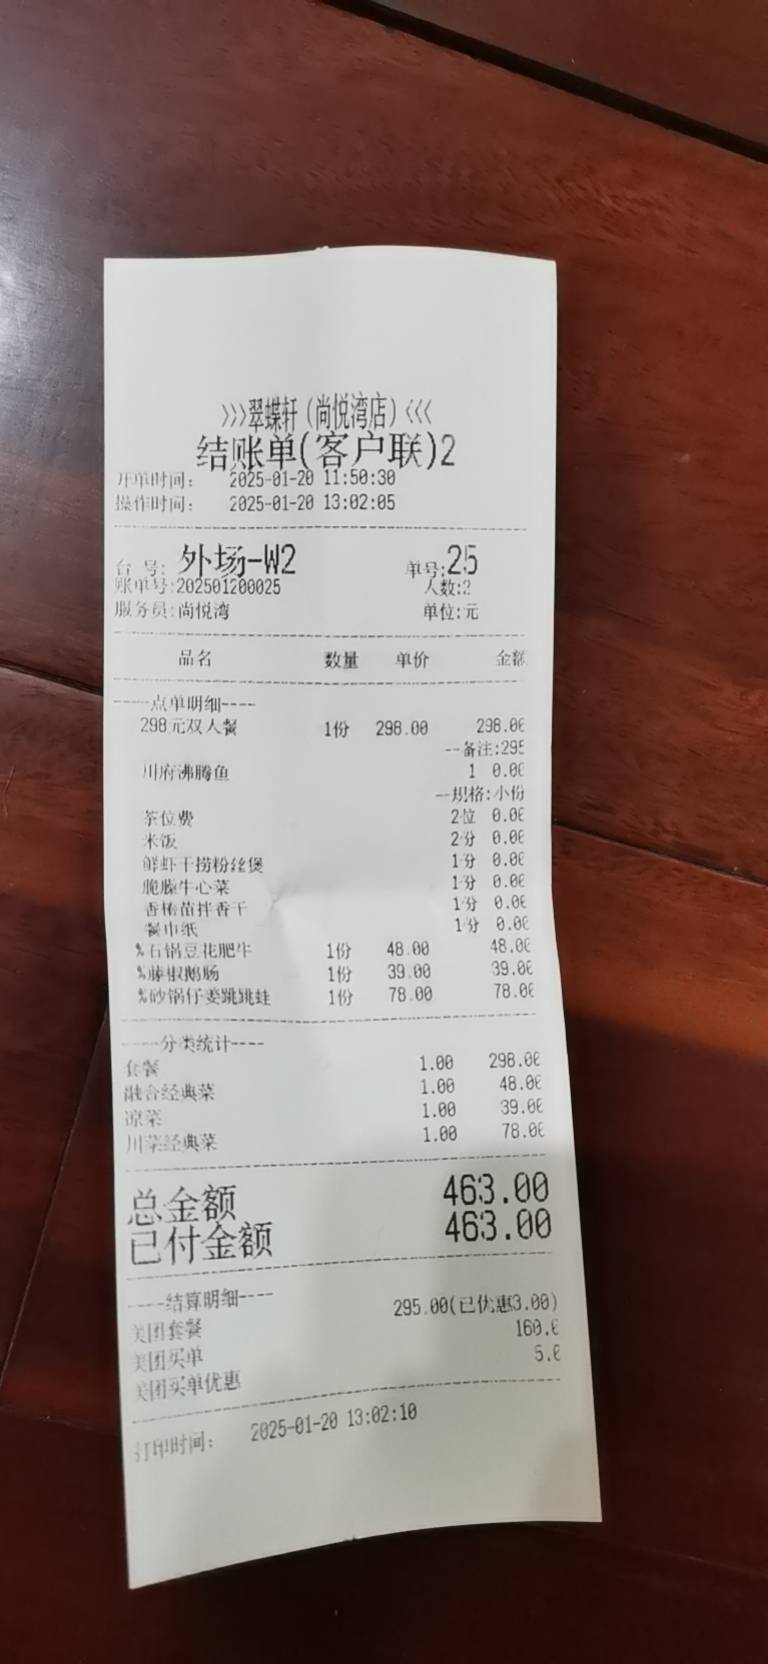 >>>翠蝶轩(尚悦湾店)<<<
结账单(客户联)2
开单时间: 2025-01-20 11:50:30
操作时间: 2025-01-20 13:02:05
台 号: 外场-W2 单号:25
账单号:202501200025 人数:2
服务员:尚悦湾 单位:元
品名 数量 单价 金额
----点单明细----
298元双人餐 1份 298.00 298.00
--备注:295
川府沸腾鱼 1 0.00
--规格:小份
茶位费 2位 0.00
米饭 2分 0.00
鲜虾干捞粉丝煲 1分 0.00
脆臻牛心菜 1分 0.00
香椿苗拌香干 1分 0.00
餐巾纸 1分 0.00
%石锅豆花肥牛 1份 48.00 48.00
%藤椒鹅肠 1份 39.00 39.00
%砂锅仔姜跳跳蛙 1份 78.00 78.00
----分类统计----
套餐 1.00 298.00
融合经典菜 1.00 48.00
凉菜 1.00 39.00
川菜经典菜 1.00 78.00
总金额 463.00
已付金额 463.00
----结算明细----
美团套餐 295.00(已优惠3.00)
美团买单 160.0
美团买单优惠 5.0
打印时间: 2025-01-20 13:02:10